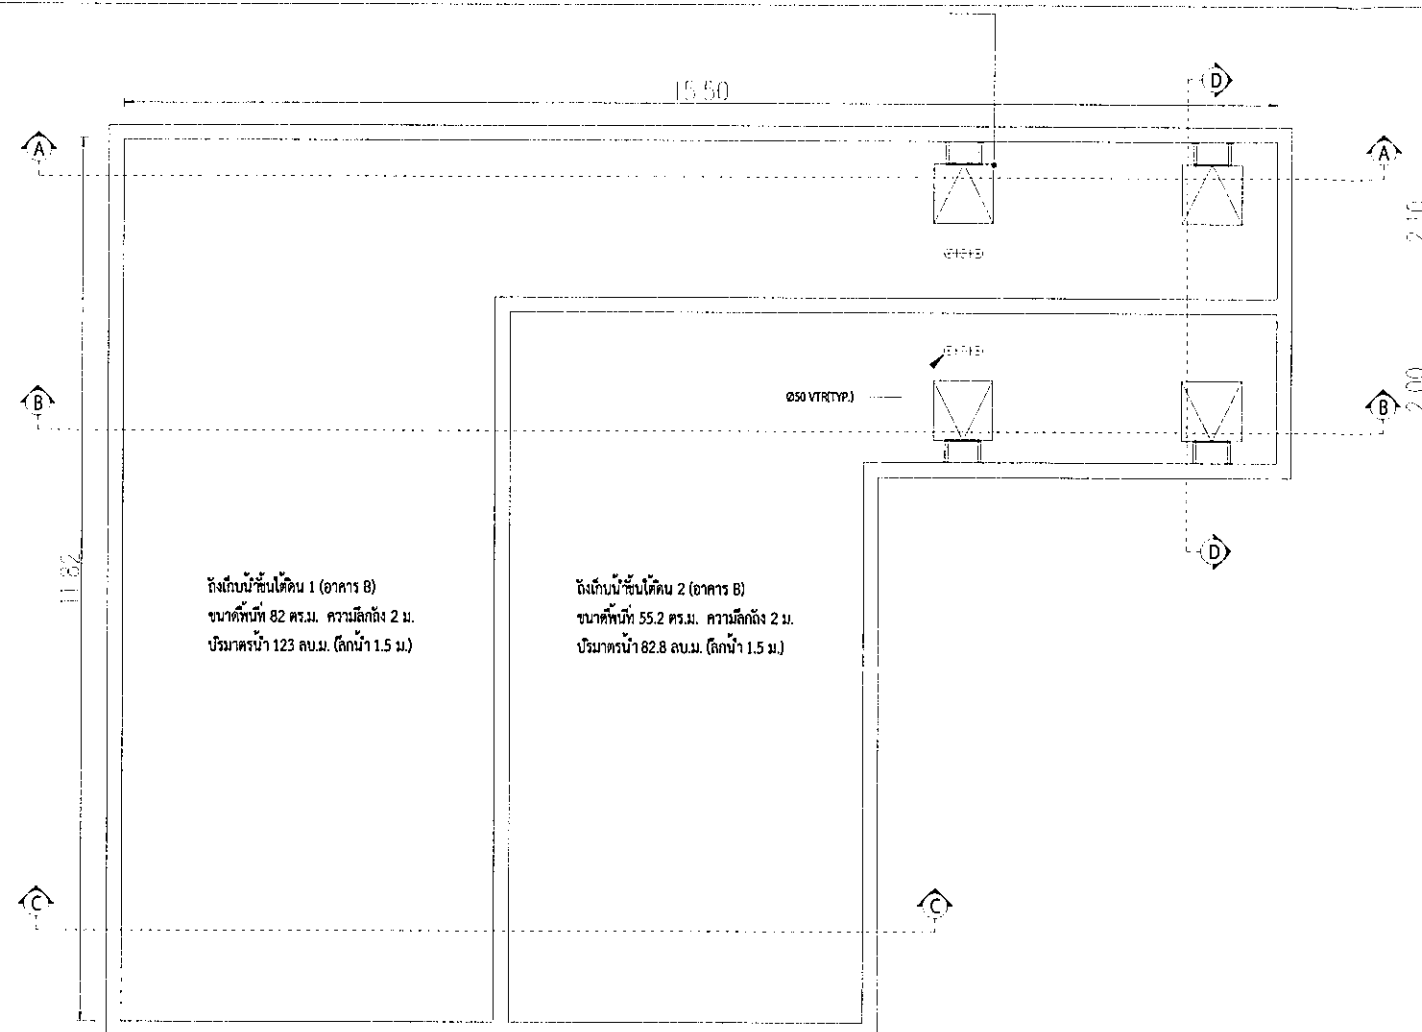 15.50
D
A
A
2.10
Ø50 VTR(TYP.)
B
B
2.00
11.82
D
ถังเก็บน้ำชั้นใต้ดิน 1 (อาคาร B)
ขนาดพื้นที่ 82 ตร.ม. ความลึกถัง 2 ม.
ปริมาตรน้ำ 123 ลบ.ม. (ลึกน้ำ 1.5 ม.)
ถังเก็บน้ำชั้นใต้ดิน 2 (อาคาร B)
ขนาดพื้นที่ 55.2 ตร.ม. ความลึกถัง 2 ม.
ปริมาตรน้ำ 82.8 ลบ.ม. (ลึกน้ำ 1.5 ม.)
C
C